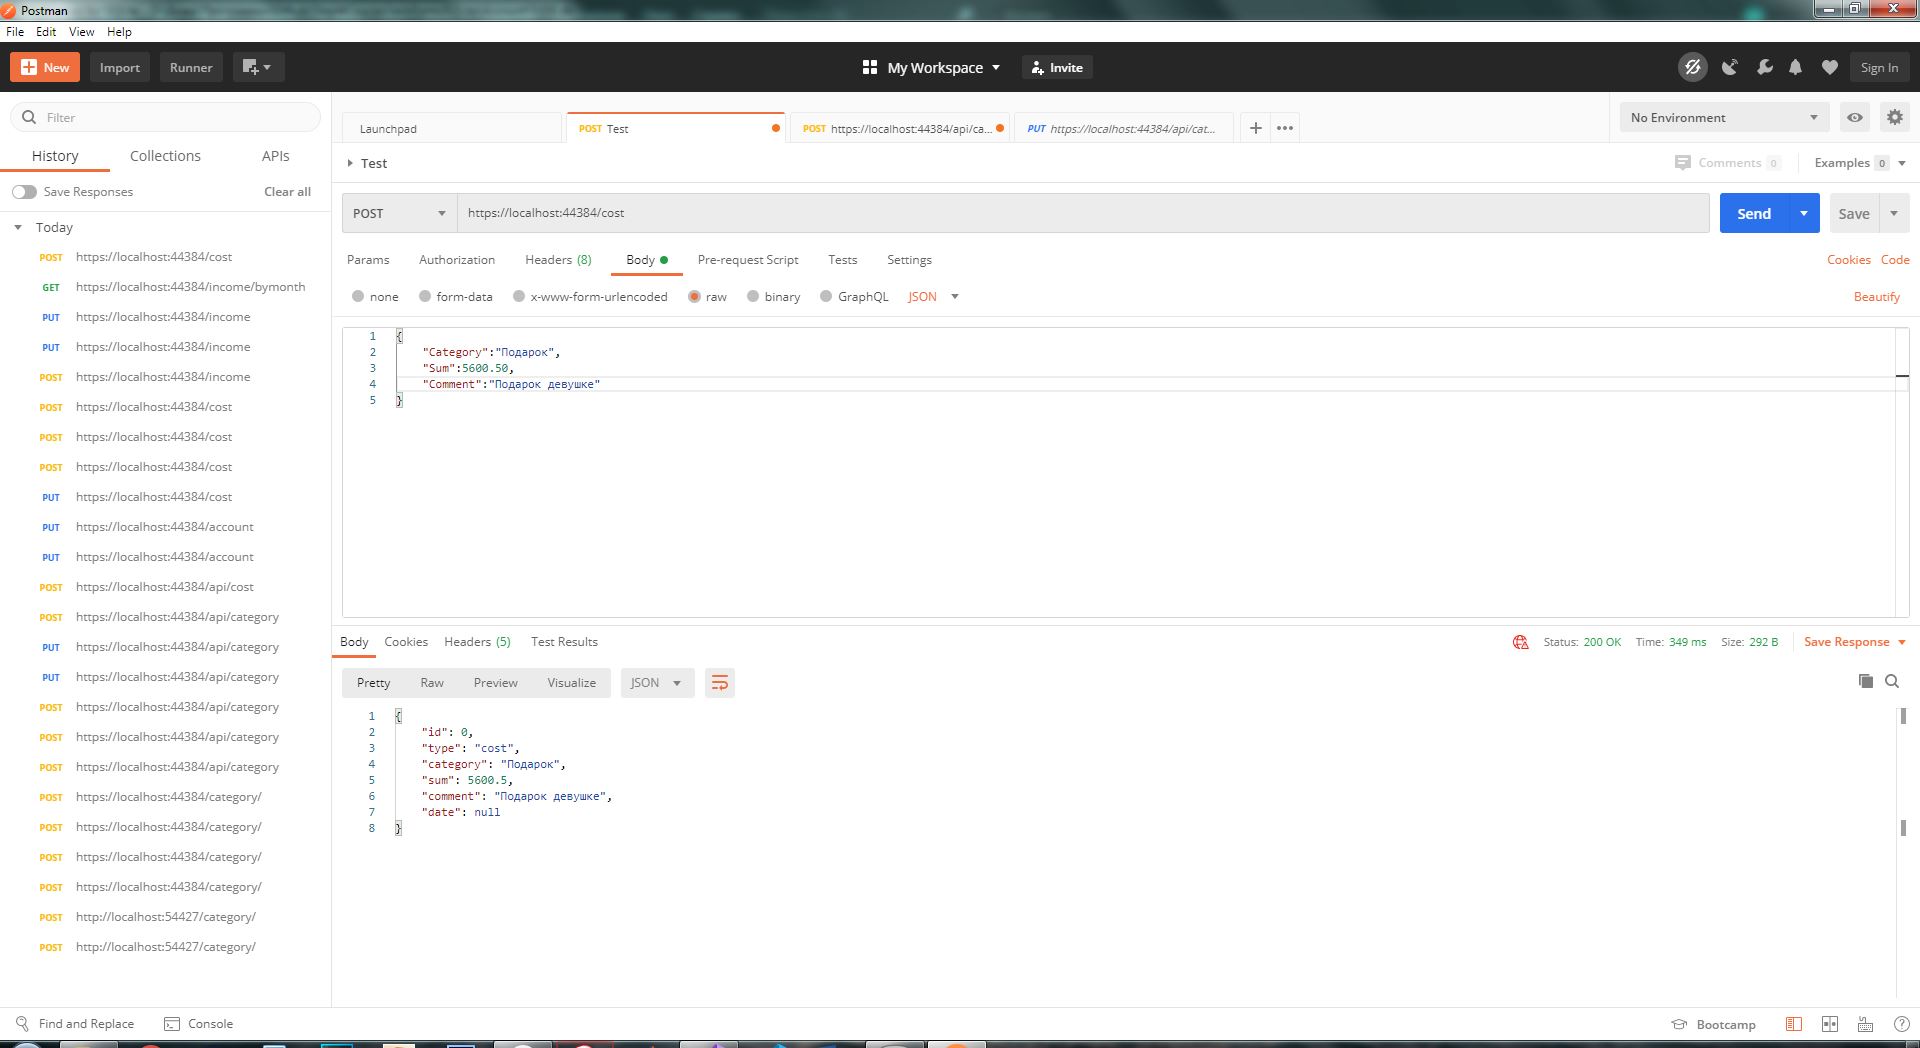 Postman
File Edit View Help
New Import Runner My Workspace Invite Sign In
Filter
History Collections APIs
Save Responses Clear all
Today
POST https://localhost:44384/cost
GET https://localhost:44384/income/bymonth
PUT https://localhost:44384/income
PUT https://localhost:44384/income
POST https://localhost:44384/income
POST https://localhost:44384/cost
POST https://localhost:44384/cost
POST https://localhost:44384/cost
PUT https://localhost:44384/cost
PUT https://localhost:44384/account
PUT https://localhost:44384/account
POST https://localhost:44384/api/cost
POST https://localhost:44384/api/category
PUT https://localhost:44384/api/category
PUT https://localhost:44384/api/category
POST https://localhost:44384/api/category
POST https://localhost:44384/api/category
POST https://localhost:44384/api/category
POST https://localhost:44384/category/
POST https://localhost:44384/category/
POST https://localhost:44384/category/
POST https://localhost:44384/category/
POST http://localhost:54427/category/
POST http://localhost:54427/category/
Launchpad POST Test POST https://localhost:44384/api/ca... PUT https://localhost:44384/api/cat... No Environment
Test Comments 0 Examples 0
POST https://localhost:44384/cost Send Save
Params Authorization Headers (8) Body Pre-request Script Tests Settings Cookies Code
none form-data x-www-form-urlencoded raw binary GraphQL JSON Beautify
1 {
2 "Category":"Подарок",
3 "Sum":5600.50,
4 "Comment":"Подарок девушке"
5 }
Body Cookies Headers (5) Test Results Status: 200 OK Time: 349 ms Size: 292 B Save Response
Pretty Raw Preview Visualize JSON
1 {
2 "id": 0,
3 "type": "cost",
4 "category": "Подарок",
5 "sum": 5600.5,
6 "comment": "Подарок девушке",
7 "date": null
8 }
Find and Replace Console Bootcamp